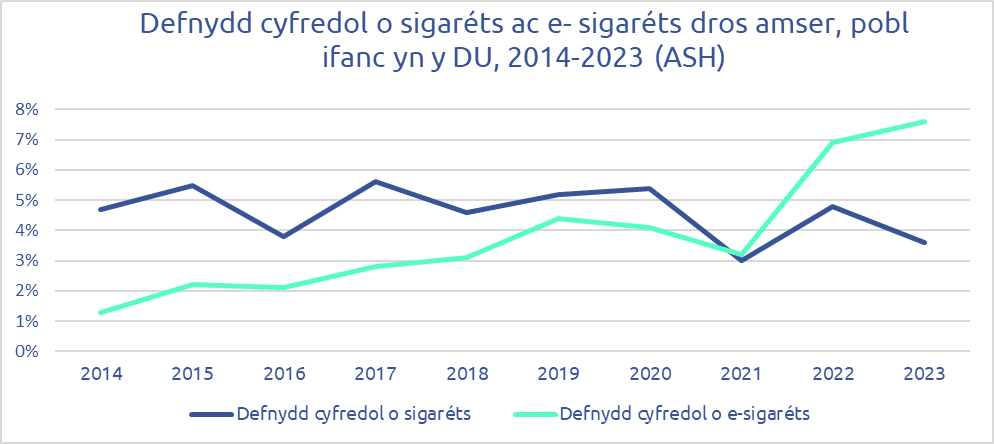 Defnydd cyfredol o sigaréts ac e- sigaréts dros amser, pobl
ifanc yn y DU, 2014-2023 (ASH)
8%
7%
6%
5%
4%
3%
2%
1%
0%
2014 2015 2016 2017 2018 2019 2020 2021 2022 2023
Defnydd cyfredol o sigaréts Defnydd cyfredol o e-sigaréts